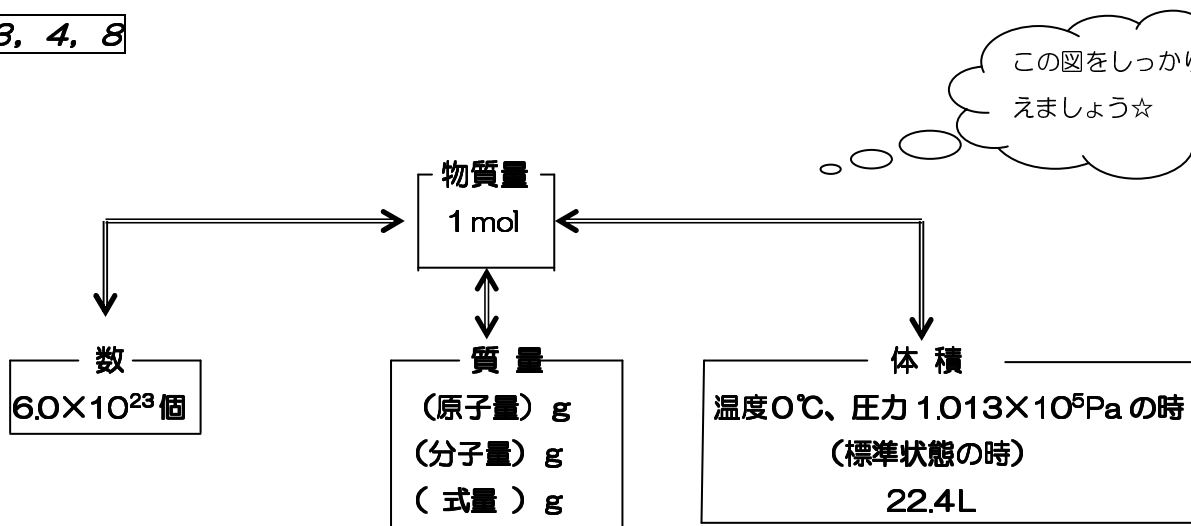 3, 4, 8
この図をしっかり
えましょう☆
物質量
1 mol
数
6.0×10²³個
質 量
(原子量) g
(分子量) g
( 式量 ) g
体 積
温度0℃、圧力 1.013×10⁵Pa の時
(標準状態の時)
22.4L